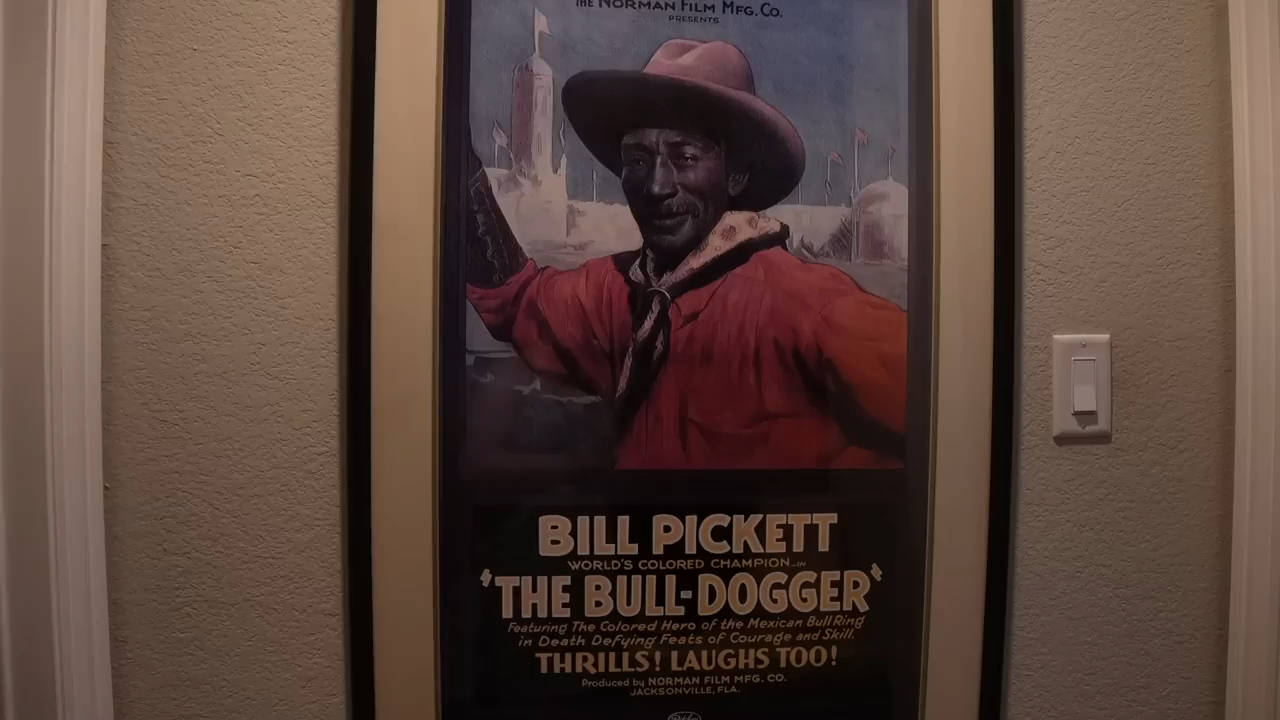 THE NORMAN FILM MFG. CO.
PRESENTS
BILL PICKETT
WORLD'S COLORED CHAMPION...IN
"THE BULL-DOGGER"
Featuring The Colored Hero of the Mexican Bull Ring
in Death Defying Feats of Courage and Skill.
THRILLS! LAUGHS TOO!
Produced by NORMAN FILM MFG. CO.
JACKSONVILLE, FLA.